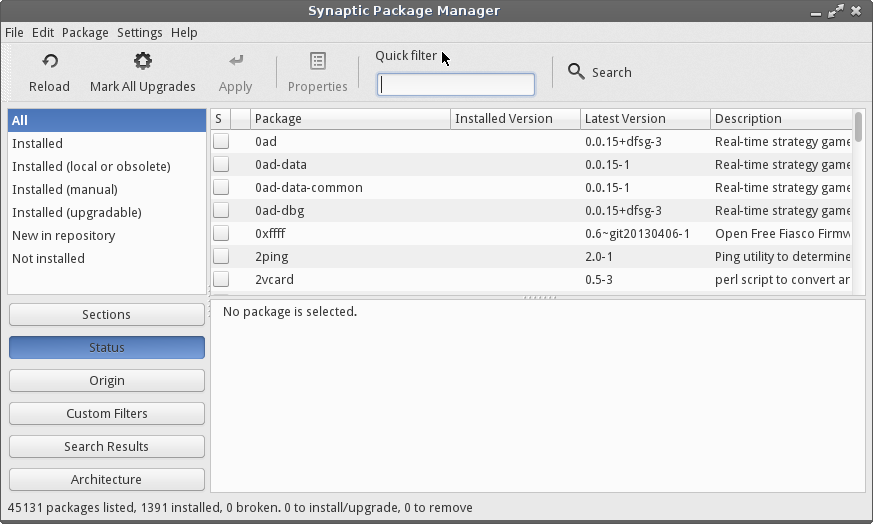 Synaptic Package Manager
File Edit Package Settings Help
Reload Mark All Upgrades Apply Properties Quick filter Search
All
Installed
Installed (local or obsolete)
Installed (manual)
Installed (upgradable)
New in repository
Not installed
S Package Installed Version Latest Version Description
0ad 0.0.15+dfsg-3 Real-time strategy game
0ad-data 0.0.15-1 Real-time strategy game
0ad-data-common 0.0.15-1 Real-time strategy game
0ad-dbg 0.0.15+dfsg-3 Real-time strategy game
0xffff 0.6~git20130406-1 Open Free Fiasco Firmw
2ping 2.0-1 Ping utility to determine
2vcard 0.5-3 perl script to convert ar
Sections
Status
Origin
Custom Filters
Search Results
Architecture
No package is selected.
45131 packages listed, 1391 installed, 0 broken. 0 to install/upgrade, 0 to remove